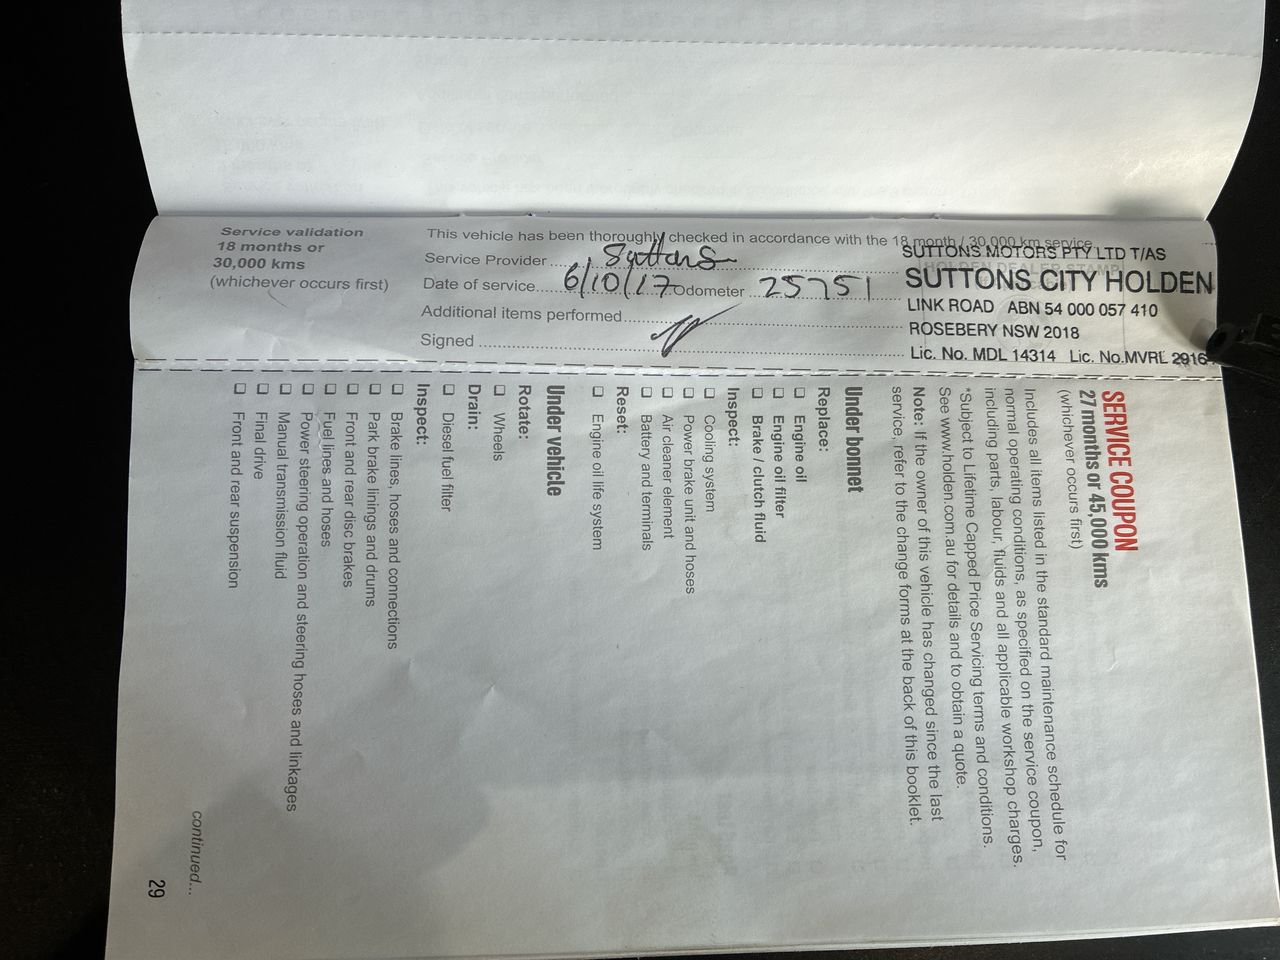 Service validation
18 months or
30,000 kms
(whichever occurs first)
This vehicle has been thoroughly checked in accordance with the 18 month / 30,000 km service
Service Provider Suttons
Date of service 6/10/17 Odometer 25751
Additional items performed
Signed
SUTTONS MOTORS PTY LTD T/AS
SUTTONS CITY HOLDEN
LINK ROAD ABN 54 000 057 410
ROSEBERY NSW 2018
Lic. No. MDL 14314 Lic. No.MVRL 2916
SERVICE COUPON
27 months or 45,000 kms
(whichever occurs first)
Includes all items listed in the standard maintenance schedule for
normal operating conditions, as specified on the service coupon,
including parts, labour, fluids and all applicable workshop charges.
*Subject to Lifetime Capped Price Servicing terms and conditions.
See www.holden.com.au for details and to obtain a quote.
Note: If the owner of this vehicle has changed since the last
service, refer to the change forms at the back of this booklet.
Under bonnet
Replace:
Engine oil
Engine oil filter
Brake / clutch fluid
Inspect:
Cooling system
Power brake unit and hoses
Air cleaner element
Battery and terminals
Reset:
Engine oil life system
Under vehicle
Rotate:
Wheels
Drain:
Diesel fuel filter
Inspect:
Brake lines, hoses and connections
Park brake linings and drums
Front and rear disc brakes
Fuel lines and hoses
Power steering operation and steering hoses and linkages
Manual transmission fluid
Final drive
Front and rear suspension
continued...
29